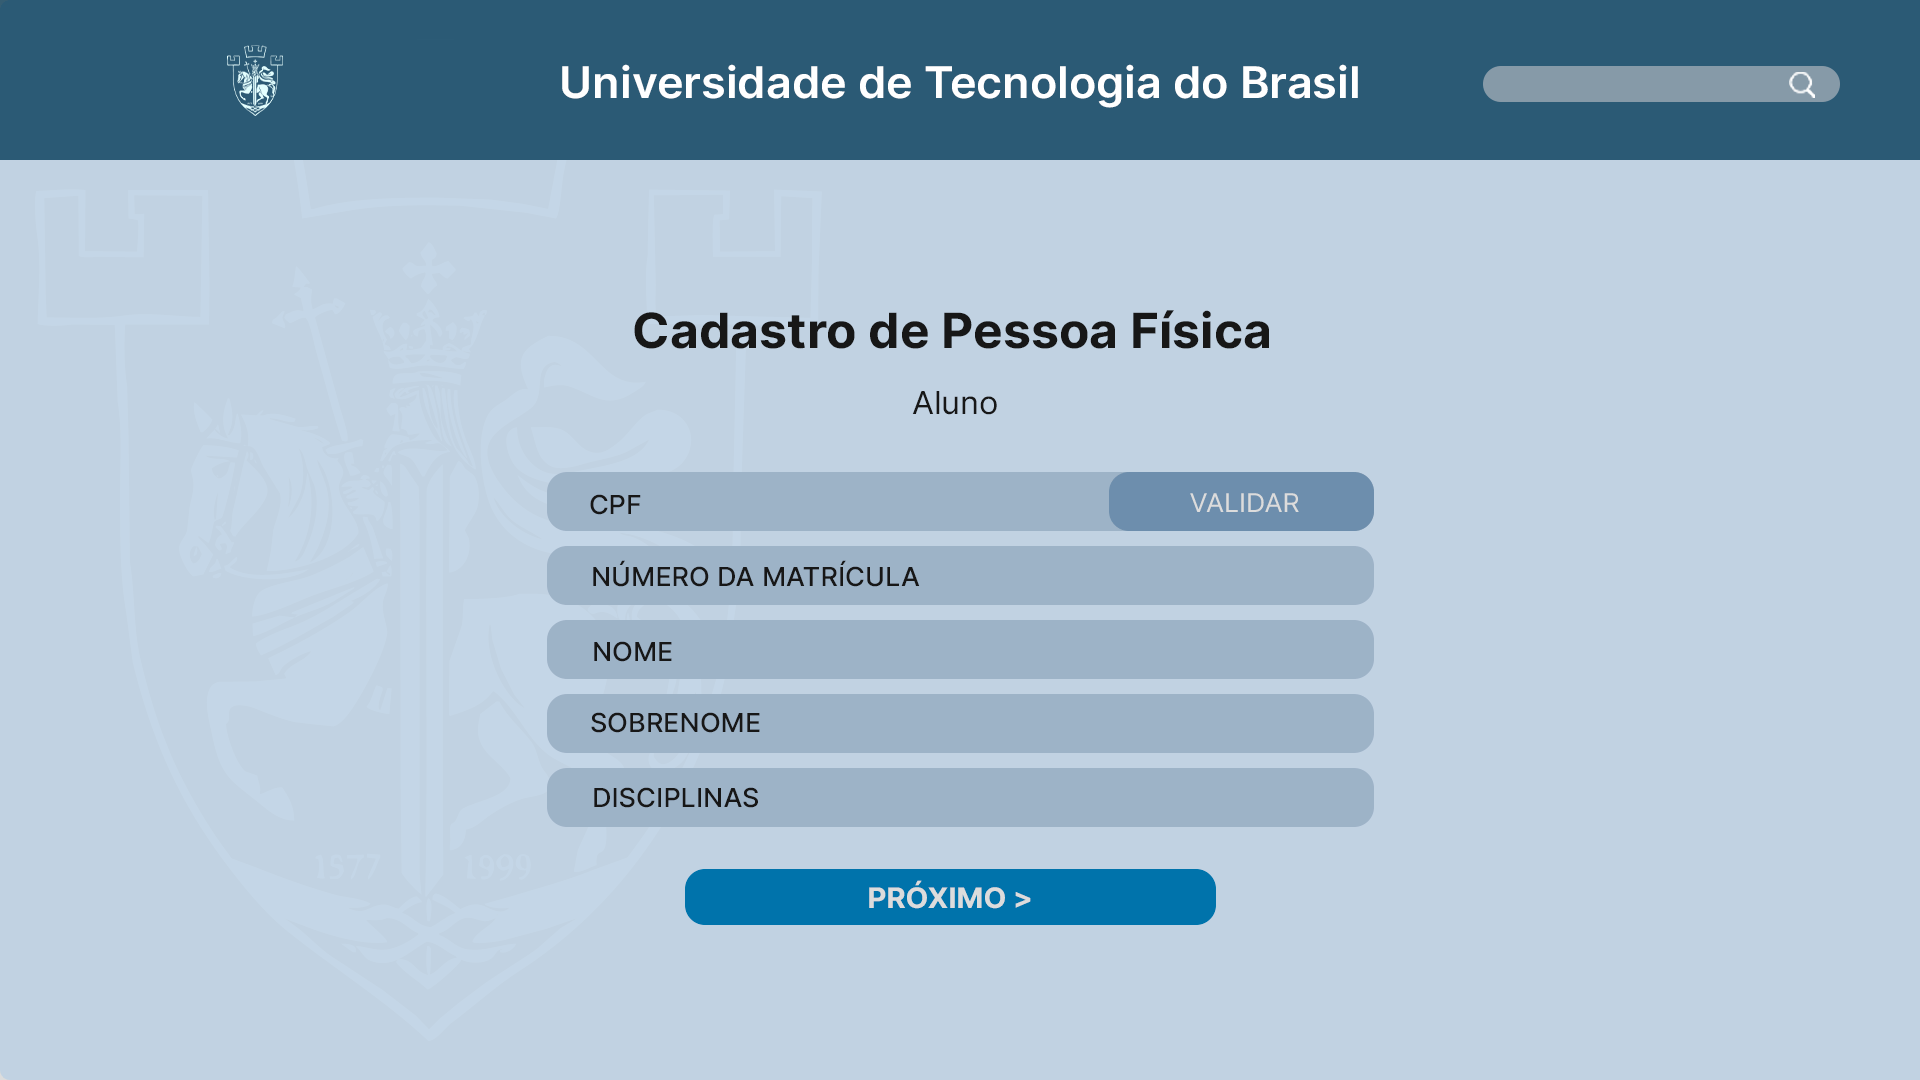 Universidade de Tecnologia do Brasil
Cadastro de Pessoa Física
Aluno
CPF
VALIDAR
NÚMERO DA MATRÍCULA
NOME
SOBRENOME
DISCIPLINAS
1877 1999
PRÓXIMO >